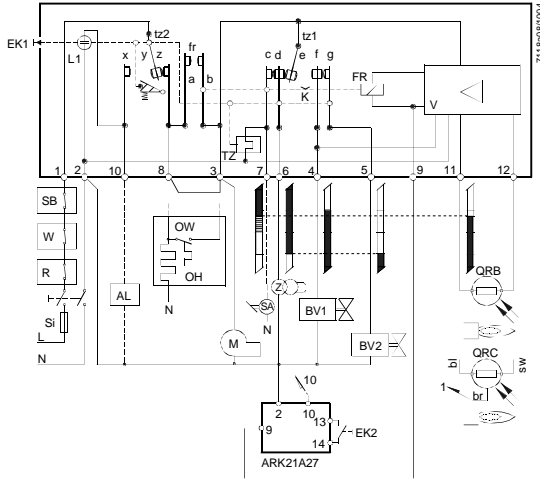 7118z08/1004
EK1
L1
tz2
x
y
z
fr
a
b
tz1
c
d
e
f
g
K
FR
V
TZ
1
2
10
8
3
7
6
4
5
9
11
12
SB
W
R
Si
L
N
AL
OW
OH
N
M
Z
SA
N
BV1
BV2
QRB
QRC
bl
sw
1
br
10
2
10
9
13
14
EK2
ARK21A27